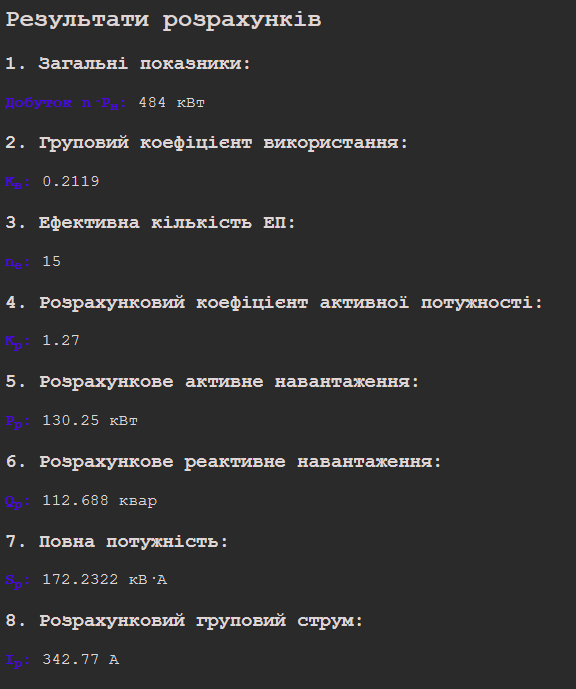 Результати розрахунків
1. Загальні показники:
Добуток n·Pₙ: 484 кВт
2. Груповий коефіцієнт використання:
Kв: 0.2119
3. Ефективна кількість ЕП:
nₑ: 15
4. Розрахунковий коефіцієнт активної потужності:
Kр: 1.27
5. Розрахункове активне навантаження:
Pр: 130.25 кВт
6. Розрахункове реактивне навантаження:
Qр: 112.688 квар
7. Повна потужність:
Sр: 172.2322 кВ·А
8. Розрахунковий груповий струм:
Iр: 342.77 А